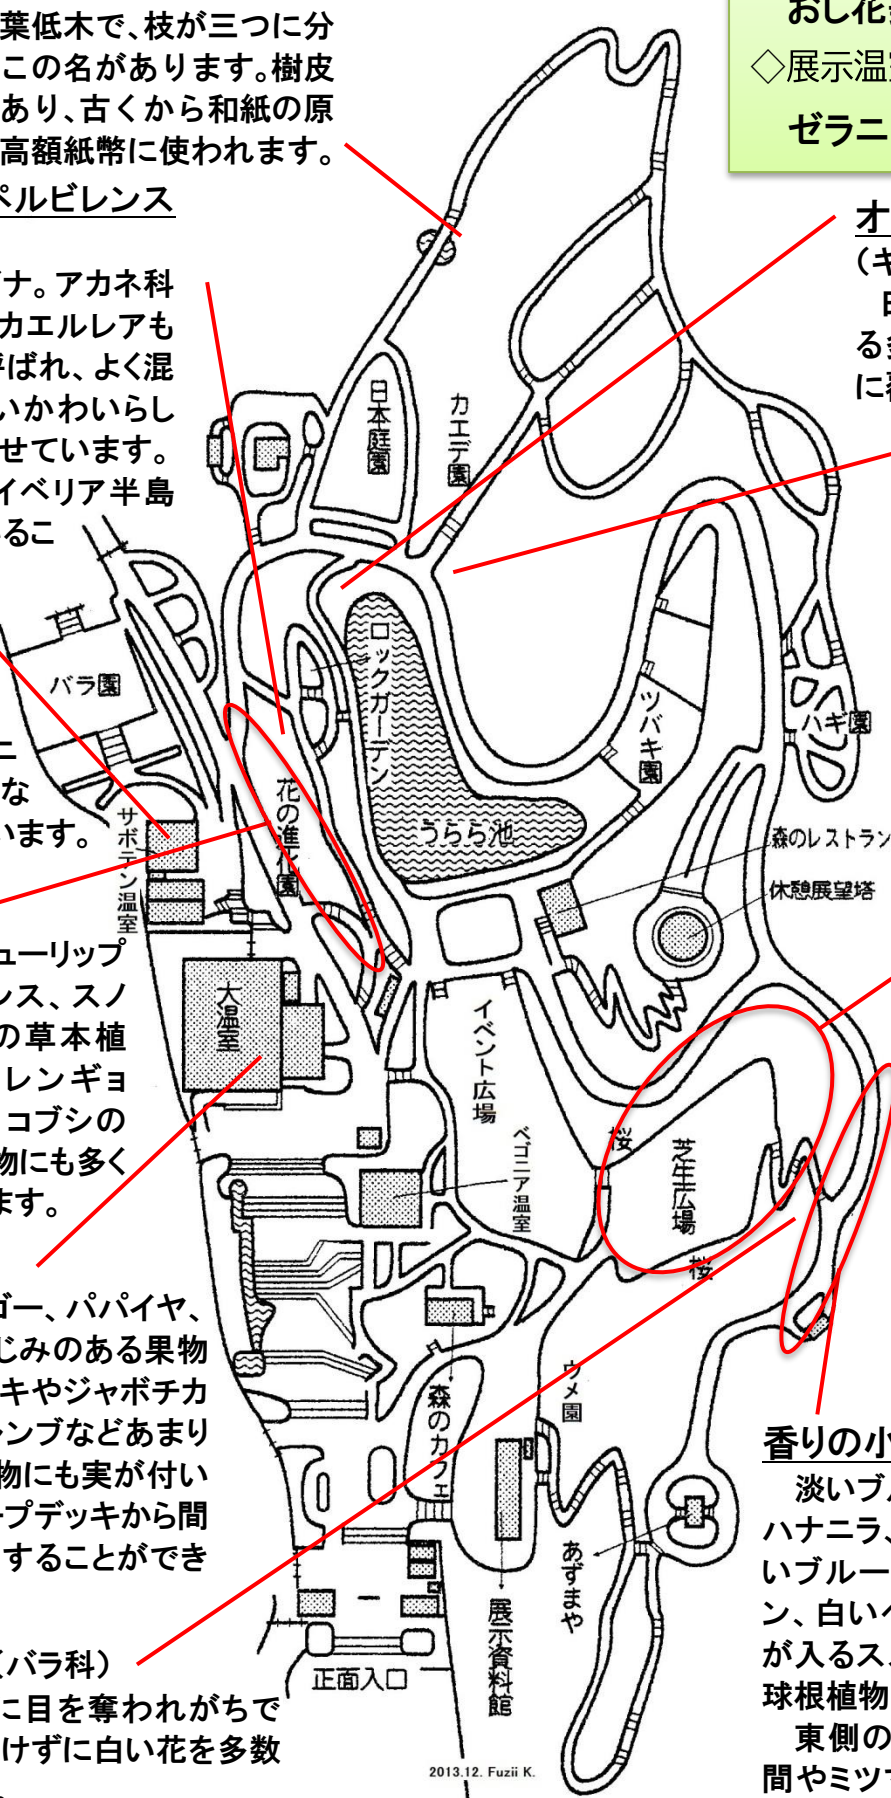 葉低木で、枝が三つに分
この名があります。樹皮
あり、古くから和紙の原
高額紙幣に使われます。
ペルビレンス
ナ。アカネ科
カエルレアも
ばれ、よく混
いかわいらし
せています。
イベリア半島
るこ
ニ
な
います。
ューリップ
ンス、スノ
の草本植
レンギョ
コブシの
物にも多く
ます。
ゴー、パパイヤ、
じみのある果物
キやジャボチカ
レンブなどあまり
物にも実が付い
ープデッキから間
することができ
（バラ科）
に目を奪われがちで
けずに白い花を多数
おし花
◇展示温
ゼラニ
オ
（キ
る
に
日本庭園
カエデ園
バラ園
ロックガーデン
ツバキ園
ハギ園
花の進化園
うらら池
サボテン温室
森のレストラン
休憩展望塔
大温室
イベント広場
ベゴニア温室
桜
芝生広場
桜
森のカフェ
ウメ園
あずまや
展示資料館
正面入口
2013.12. Fuzii K.
香りの小
淡いブル
ハナニラ、
いブルー
ン、白いベ
が入るス
球根植物
東側の
間やミツマ